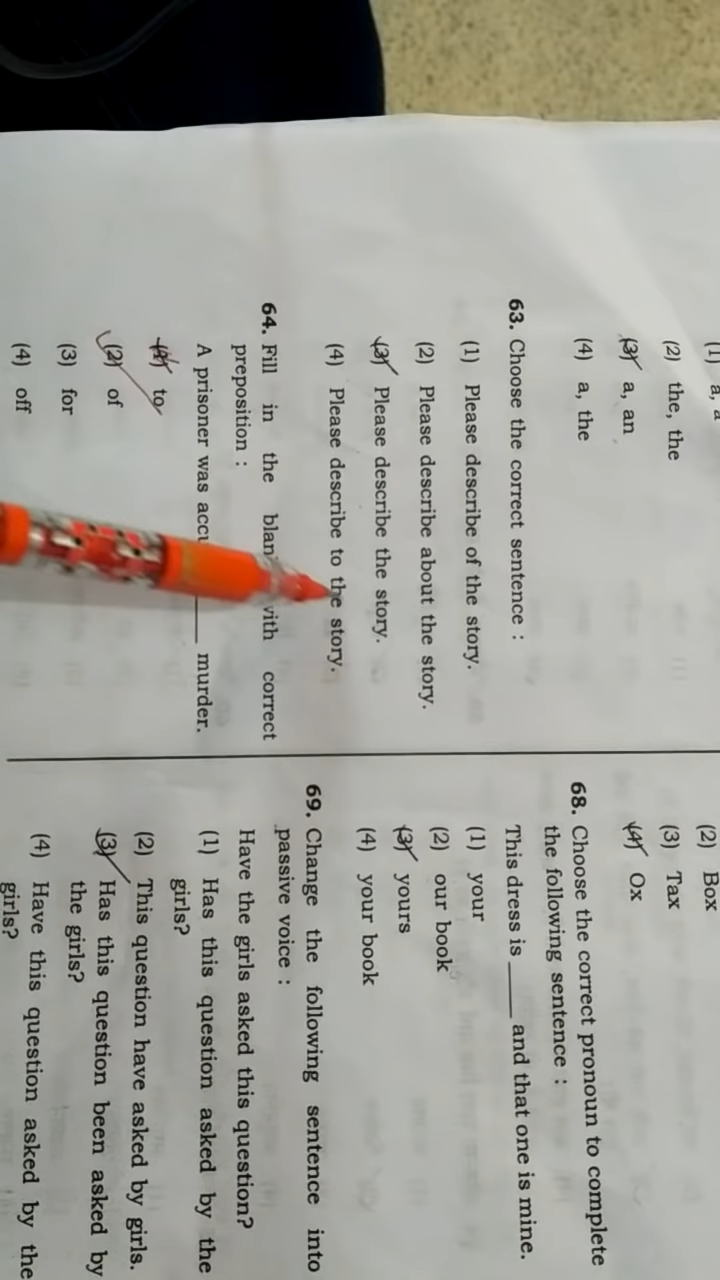 (1) a, a
(2) the, the
(3) a, an
(4) a, the
63. Choose the correct sentence :
(1) Please describe of the story.
(2) Please describe about the story.
(3) Please describe the story.
(4) Please describe to the story.
64. Fill in the with correct
preposition :
A prisoner was ____ murder.
(1) to
(2) of
(3) for
(4) off
(2) Box
(3) Tax
(4) Ox
68. Choose the correct pronoun to complete
the following sentence :
This dress is ____ and that one is mine.
(1) your
(2) our book
(3) yours
(4) your book
69. Change the following sentence into
passive voice :
Have the girls asked this question?
(1) Has this question asked by the
girls?
(2) This question have asked by girls.
(3) Has this question been asked by
the girls?
(4) Have this question asked by the
girls?